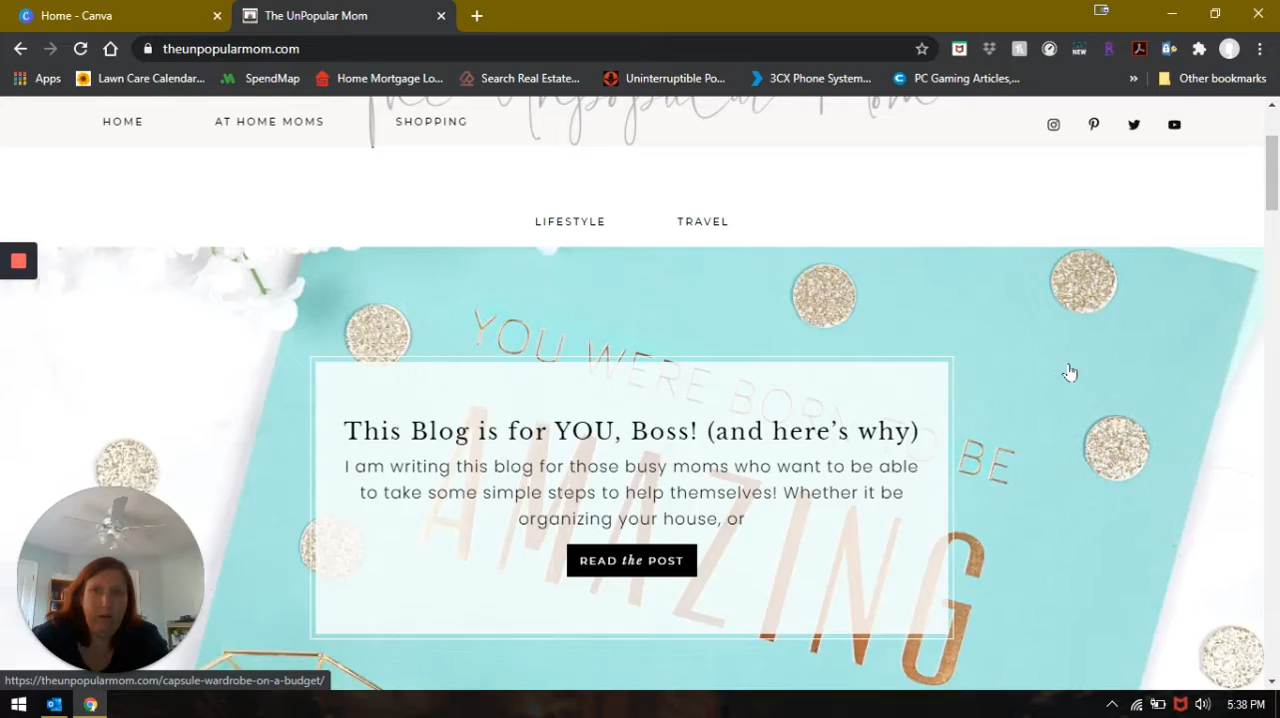 Home - Canva
The UnPopular Mom
theunpopularmom.com
NEW
Apps
Lawn Care Calendar...
SpendMap
Home Mortgage Lo...
Search Real Estate...
Uninterruptible Po...
3CX Phone System...
PC Gaming Articles,...
Other bookmarks
The Unpopular Mom
HOME
AT HOME MOMS
SHOPPING
LIFESTYLE
TRAVEL
YOU WERE BORN TO BE
AMAZING
This Blog is for YOU, Boss! (and here's why)
I am writing this blog for those busy moms who want to be able
to take some simple steps to help themselves! Whether it be
organizing your house, or
READ the POST
https://theunpopularmom.com/capsule-wardrobe-on-a-budget/
5:38 PM